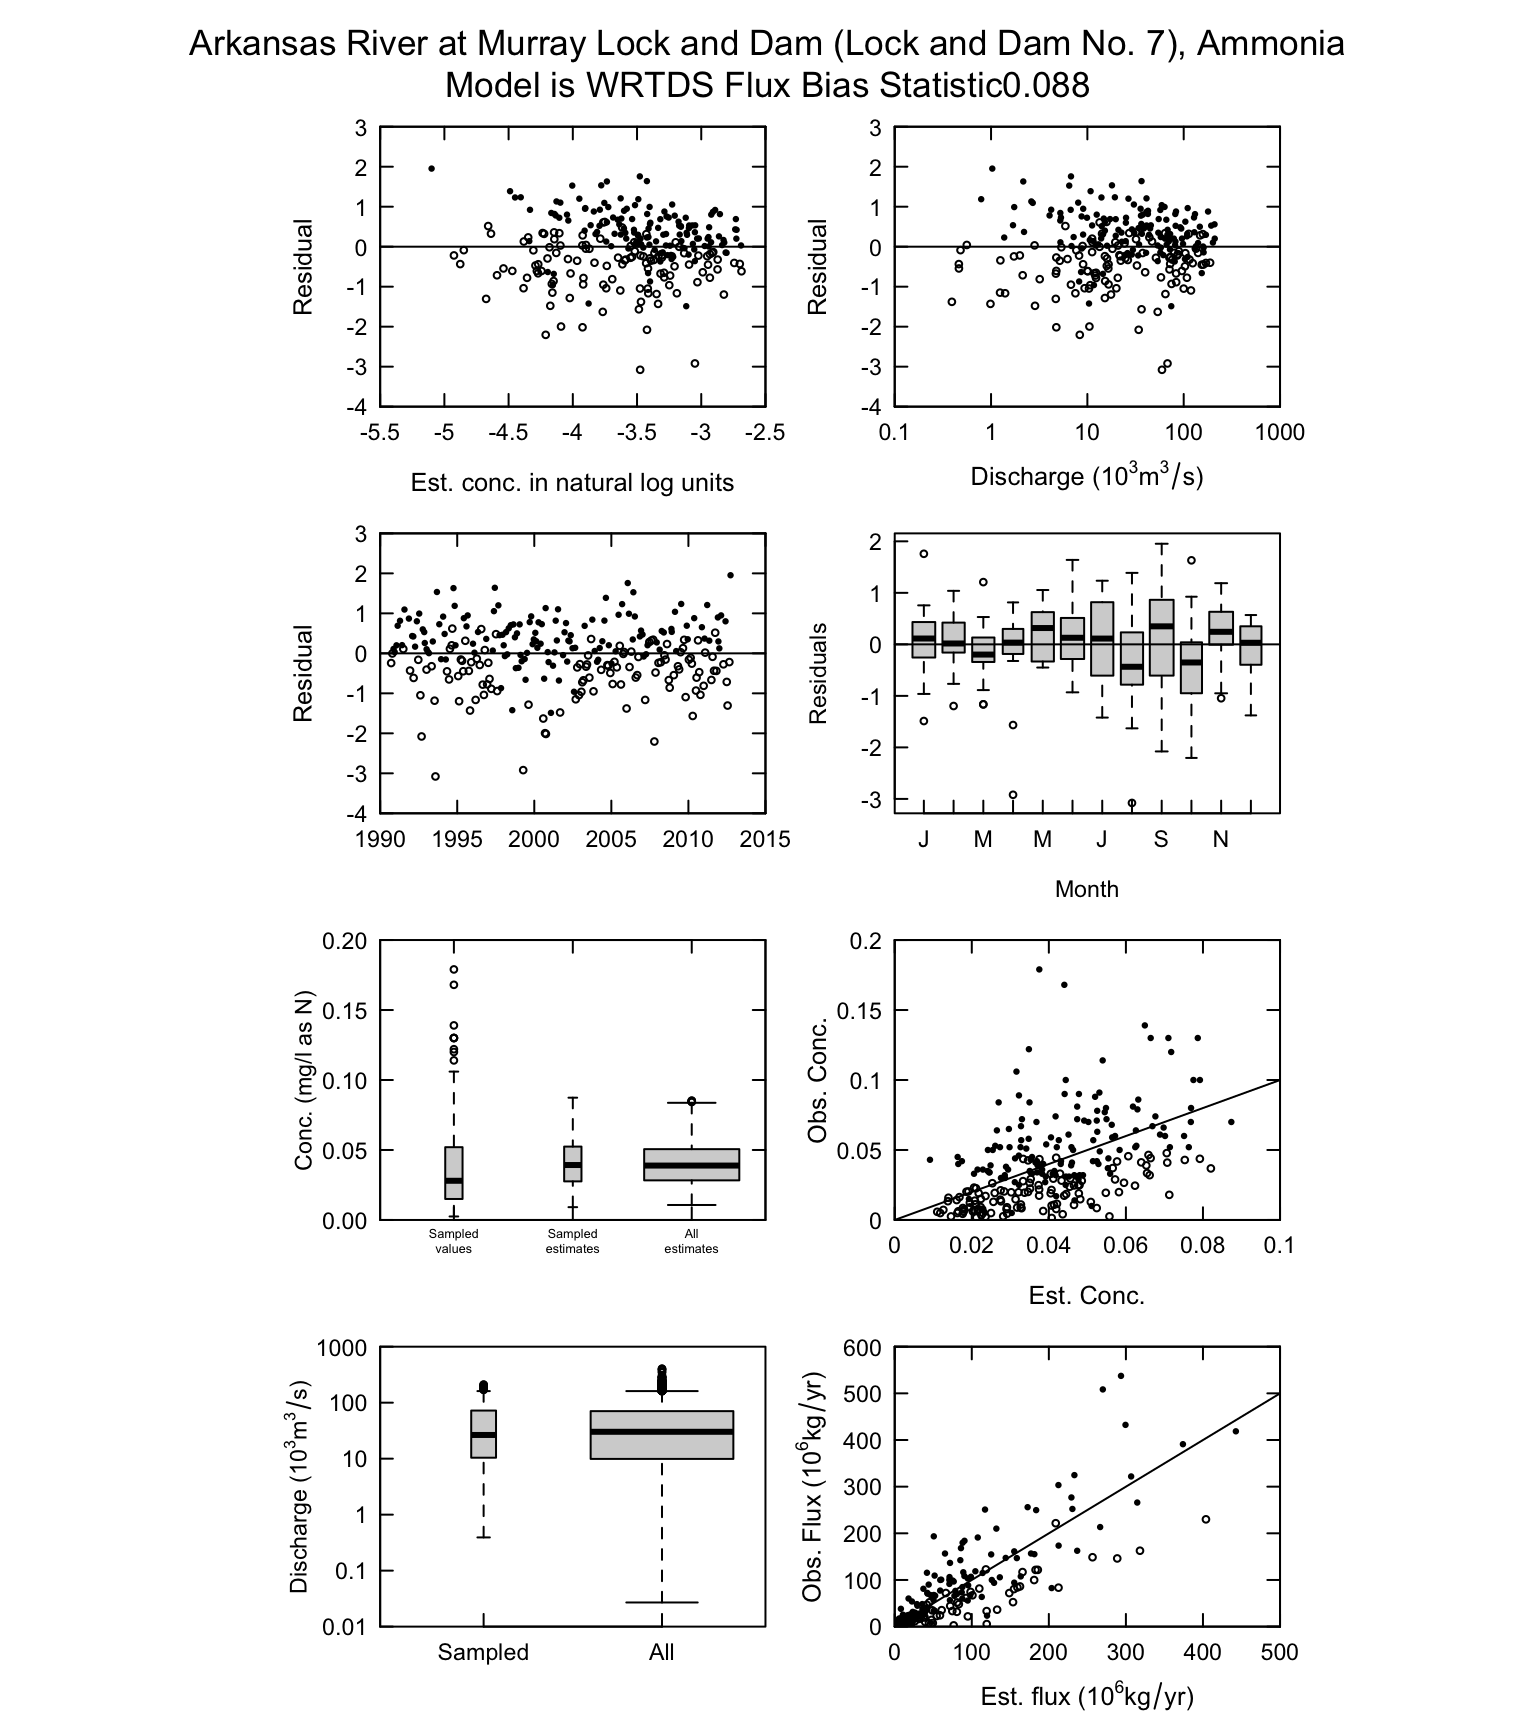 Arkansas River at Murray Lock and Dam (Lock and Dam No. 7), Ammonia
Model is WRTDS Flux Bias Statistic0.088
3
2
1
0
-1
-2
-3
-4
Residual
-5.5 -5 -4.5 -4 -3.5 -3 -2.5
Est. conc. in natural log units
3
2
1
0
-1
-2
-3
-4
Residual
0.1 1 10 100 1000
Discharge (10³m³/s)
3
2
1
0
-1
-2
-3
-4
Residual
1990 1995 2000 2005 2010 2015
2
1
0
-1
-2
-3
Residuals
J M M J S N
Month
0.20
0.15
0.10
0.05
0.00
Conc. (mg/l as N)
Sampled values
Sampled estimates
All estimates
0.2
0.15
0.1
0.05
0
Obs. Conc.
0 0.02 0.04 0.06 0.08 0.1
Est. Conc.
1000
100
10
1
0.1
0.01
Discharge (10³m³/s)
Sampled All
600
500
400
300
200
100
0
Obs. Flux (10⁶kg/yr)
0 100 200 300 400 500
Est. flux (10⁶kg/yr)